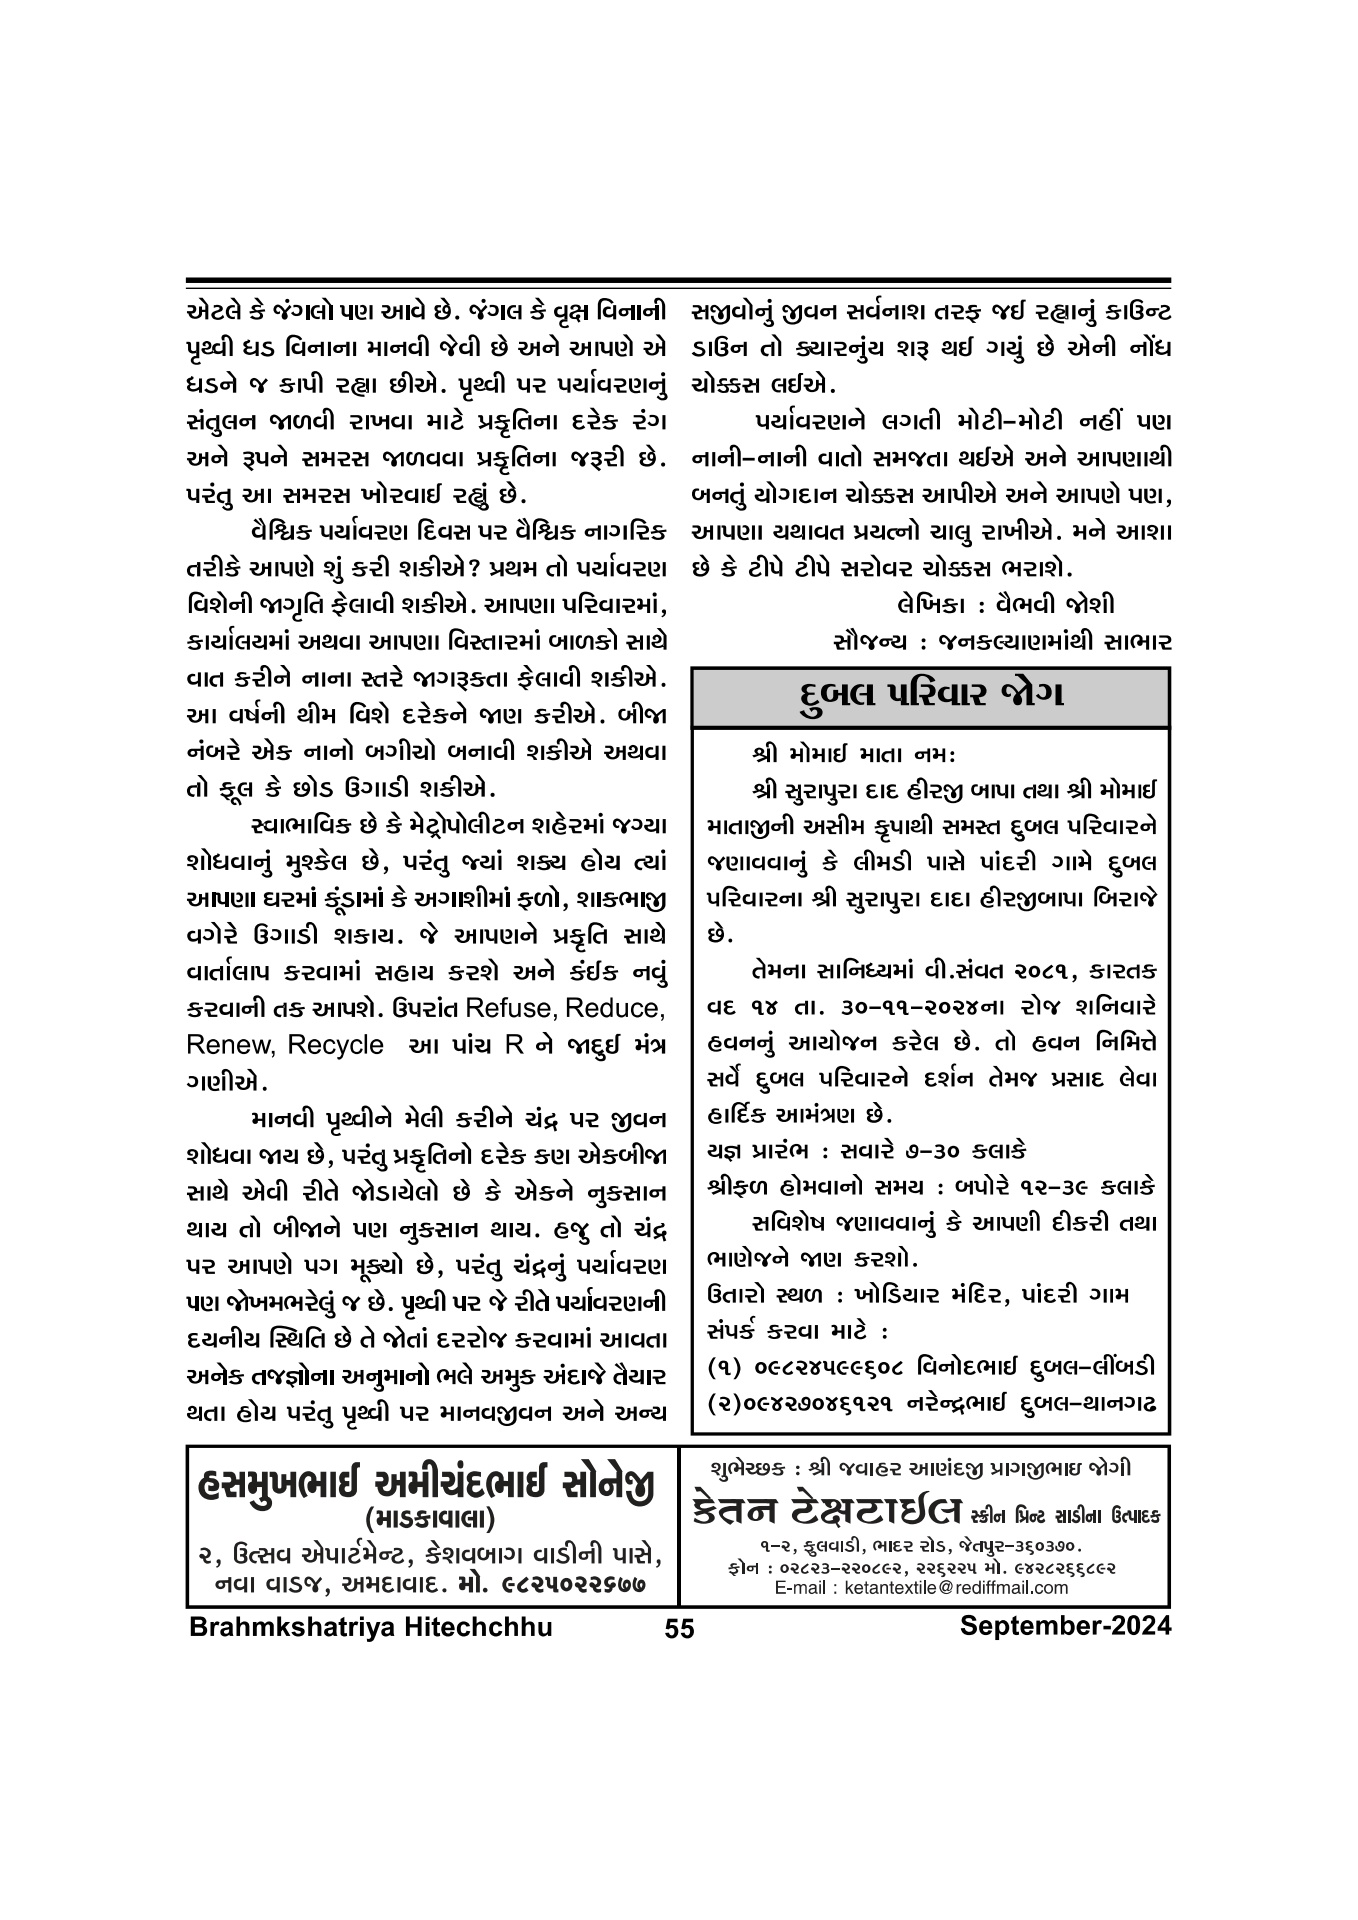 એટલે કે જંગલો પણ આવે છે. જંગલ કે વૃક્ષ વિનાની
પૃથ્વી ધડ વિનાના માનવી જેવી છે અને આપણે એ
ધડને જ કાપી રહ્યા છીએ. પૃથ્વી પર પર્યાવરણનું
સંતુલન જાળવી રાખવા માટે પ્રકૃતિના દરેક રંગ
અને રૂપને સમરસ જાળવવા પ્રકૃતિના જરૂરી છે.
પરંતુ આ સમરસ ખોરવાઈ રહ્યું છે.
વૈશ્વિક પર્યાવરણ દિવસ પર વૈશ્વિક નાગરિક
તરીકે આપણે શું કરી શકીએ? પ્રથમ તો પર્યાવરણ
વિશેની જાગૃતિ ફેલાવી શકીએ. આપણા પરિવારમાં,
કાર્યાલયમાં અથવા આપણા વિસ્તારમાં બાળકો સાથે
વાત કરીને નાના સ્તરે જાગરૂકતા ફેલાવી શકીએ.
આ વર્ષની થીમ વિશે દરેકને જાણ કરીએ. બીજા
નંબરે એક નાનો બગીચો બનાવી શકીએ અથવા
તો ફૂલ કે છોડ ઉગાડી શકીએ.
સ્વાભાવિક છે કે મેટ્રોપોલીટન શહેરમાં જગ્યા
શોધવાનું મુશ્કેલ છે, પરંતુ જ્યાં શક્ય હોય ત્યાં
આપણા ઘરમાં કૂંડામાં કે અગાશીમાં ફળો, શાકભાજી
વગેરે ઉગાડી શકાય. જે આપણને પ્રકૃતિ સાથે
વાર્તાલાપ કરવામાં સહાય કરશે અને કંઈક નવું
કરવાની તક આપશે. ઉપરાંત Refuse, Reduce,
Renew, Recycle આ પાંચ R ને જાદુઈ મંત્ર
ગણીએ.
માનવી પૃથ્વીને મેલી કરીને ચંદ્ર પર જીવન
શોધવા જાય છે, પરંતુ પ્રકૃતિનો દરેક કણ એકબીજા
સાથે એવી રીતે જોડાયેલો છે કે એકને નુકસાન
થાય તો બીજાને પણ નુકસાન થાય. હજુ તો ચંદ્ર
પર આપણે પગ મૂક્યો છે, પરંતુ ચંદ્રનું પર્યાવરણ
પણ જોખમભરેલું જ છે. પૃથ્વી પર જે રીતે પર્યાવરણની
દયનીય સ્થિતિ છે તે જોતાં દરરોજ કરવામાં આવતા
અનેક તજજ્ઞોના અનુમાનો ભલે અમુક અંદાજે તૈયાર
થતા હોય પરંતુ પૃથ્વી પર માનવજીવન અને અન્ય
સજીવોનું જીવન સર્વનાશ તરફ જઈ રહ્યાનું કાઉન્ટ
ડાઉન તો ક્યારનુંય શરૂ થઈ ગયું છે એની નોંધ
ચોક્કસ લઈએ.
પર્યાવરણને લગતી મોટી-મોટી નહીં પણ
નાની-નાની વાતો સમજતા થઈએ અને આપણાથી
બનતું યોગદાન ચોક્કસ આપીએ અને આપણે પણ,
આપણા યથાવત પ્રયત્નો ચાલુ રાખીએ. મને આશા
છે કે ટીપે ટીપે સરોવર ચોક્કસ ભરાશે.
લેખિકા : વૈભવી જોશી
સૌજન્ય : જનકલ્યાણમાંથી સાભાર
દુબલ પરિવાર જોગ
શ્રી મોમાઈ માતા નમ:
શ્રી સુરાપુરા દાદ હીરજી બાપા તથા શ્રી મોમાઈ
માતાજીની અસીમ કૃપાથી સમસ્ત દુબલ પરિવારને
જણાવવાનું કે લીમડી પાસે પાંદરી ગામે દુબલ
પરિવારના શ્રી સુરાપુરા દાદા હીરજીબાપા બિરાજે
છે.
તેમના સાનિધ્યમાં વી.સંવત ૨૦૮૧, કારતક
વદ ૧૪ તા. ૩૦-૧૧-૨૦૨૪ના રોજ શનિવારે
હવનનું આયોજન કરેલ છે. તો હવન નિમિત્તે
સર્વે દુબલ પરિવારને દર્શન તેમજ પ્રસાદ લેવા
હાર્દિક આમંત્રણ છે.
યજ્ઞ પ્રારંભ : સવારે ૭-૩૦ કલાકે
શ્રીફળ હોમવાનો સમય : બપોરે ૧૨-૩૯ કલાકે
સવિશેષ જણાવવાનું કે આપણી દીકરી તથા
ભાણેજને જાણ કરશો.
ઉતારો સ્થળ : ખોડિયાર મંદિર, પાંદરી ગામ
સંપર્ક કરવા માટે :
(૧) ૦૯૮૨૪૫૯૯૬૦૮ વિનોદભાઈ દુબલ-લીંબડી
(૨)૦૯૪૨૭૦૪૬૧૨૧ નરેન્દ્રભાઈ દુબલ-થાનગઢ
હસમુખભાઈ અમીચંદભાઈ સોનેજી
(માડકાવાલા)
૨, ઉત્સવ એપાર્ટમેન્ટ, કેશવબાગ વાડીની પાસે,
નવા વાડજ, અમદાવાદ. મો. ૯૮૨૫૦૨૨૬૭૭
શુભેચ્છક : શ્રી જવાહર આણંદજી પ્રાગજીભાઇ જોગી
કેતન ટેક્ષટાઈલ સ્ક્રીન પ્રિન્ટ સાડીના ઉત્પાદક
૧-૨, ફુલવાડી, ભાદર રોડ, જેતપુર-૩૬૦૩૭૦.
ફોન : ૦૨૮૨૩-૨૨૦૮૯૨, ૨૨૬૨૨૫ મો. ૯૪૨૮૨૬૬૮૯૨
E-mail : ketantextile@rediffmail.com
Brahmkshatriya Hitechchhu 55 September-2024